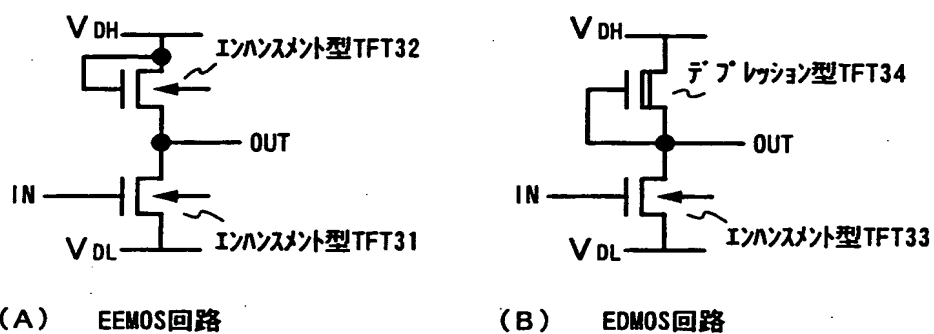 VDH
エンハンスメント型TFT32
OUT
IN
エンハンスメント型TFT31
VDL
(A) EEMOS回路
VDH
デプレッション型TFT34
OUT
IN
エンハンスメント型TFT33
VDL
(B) EDMOS回路